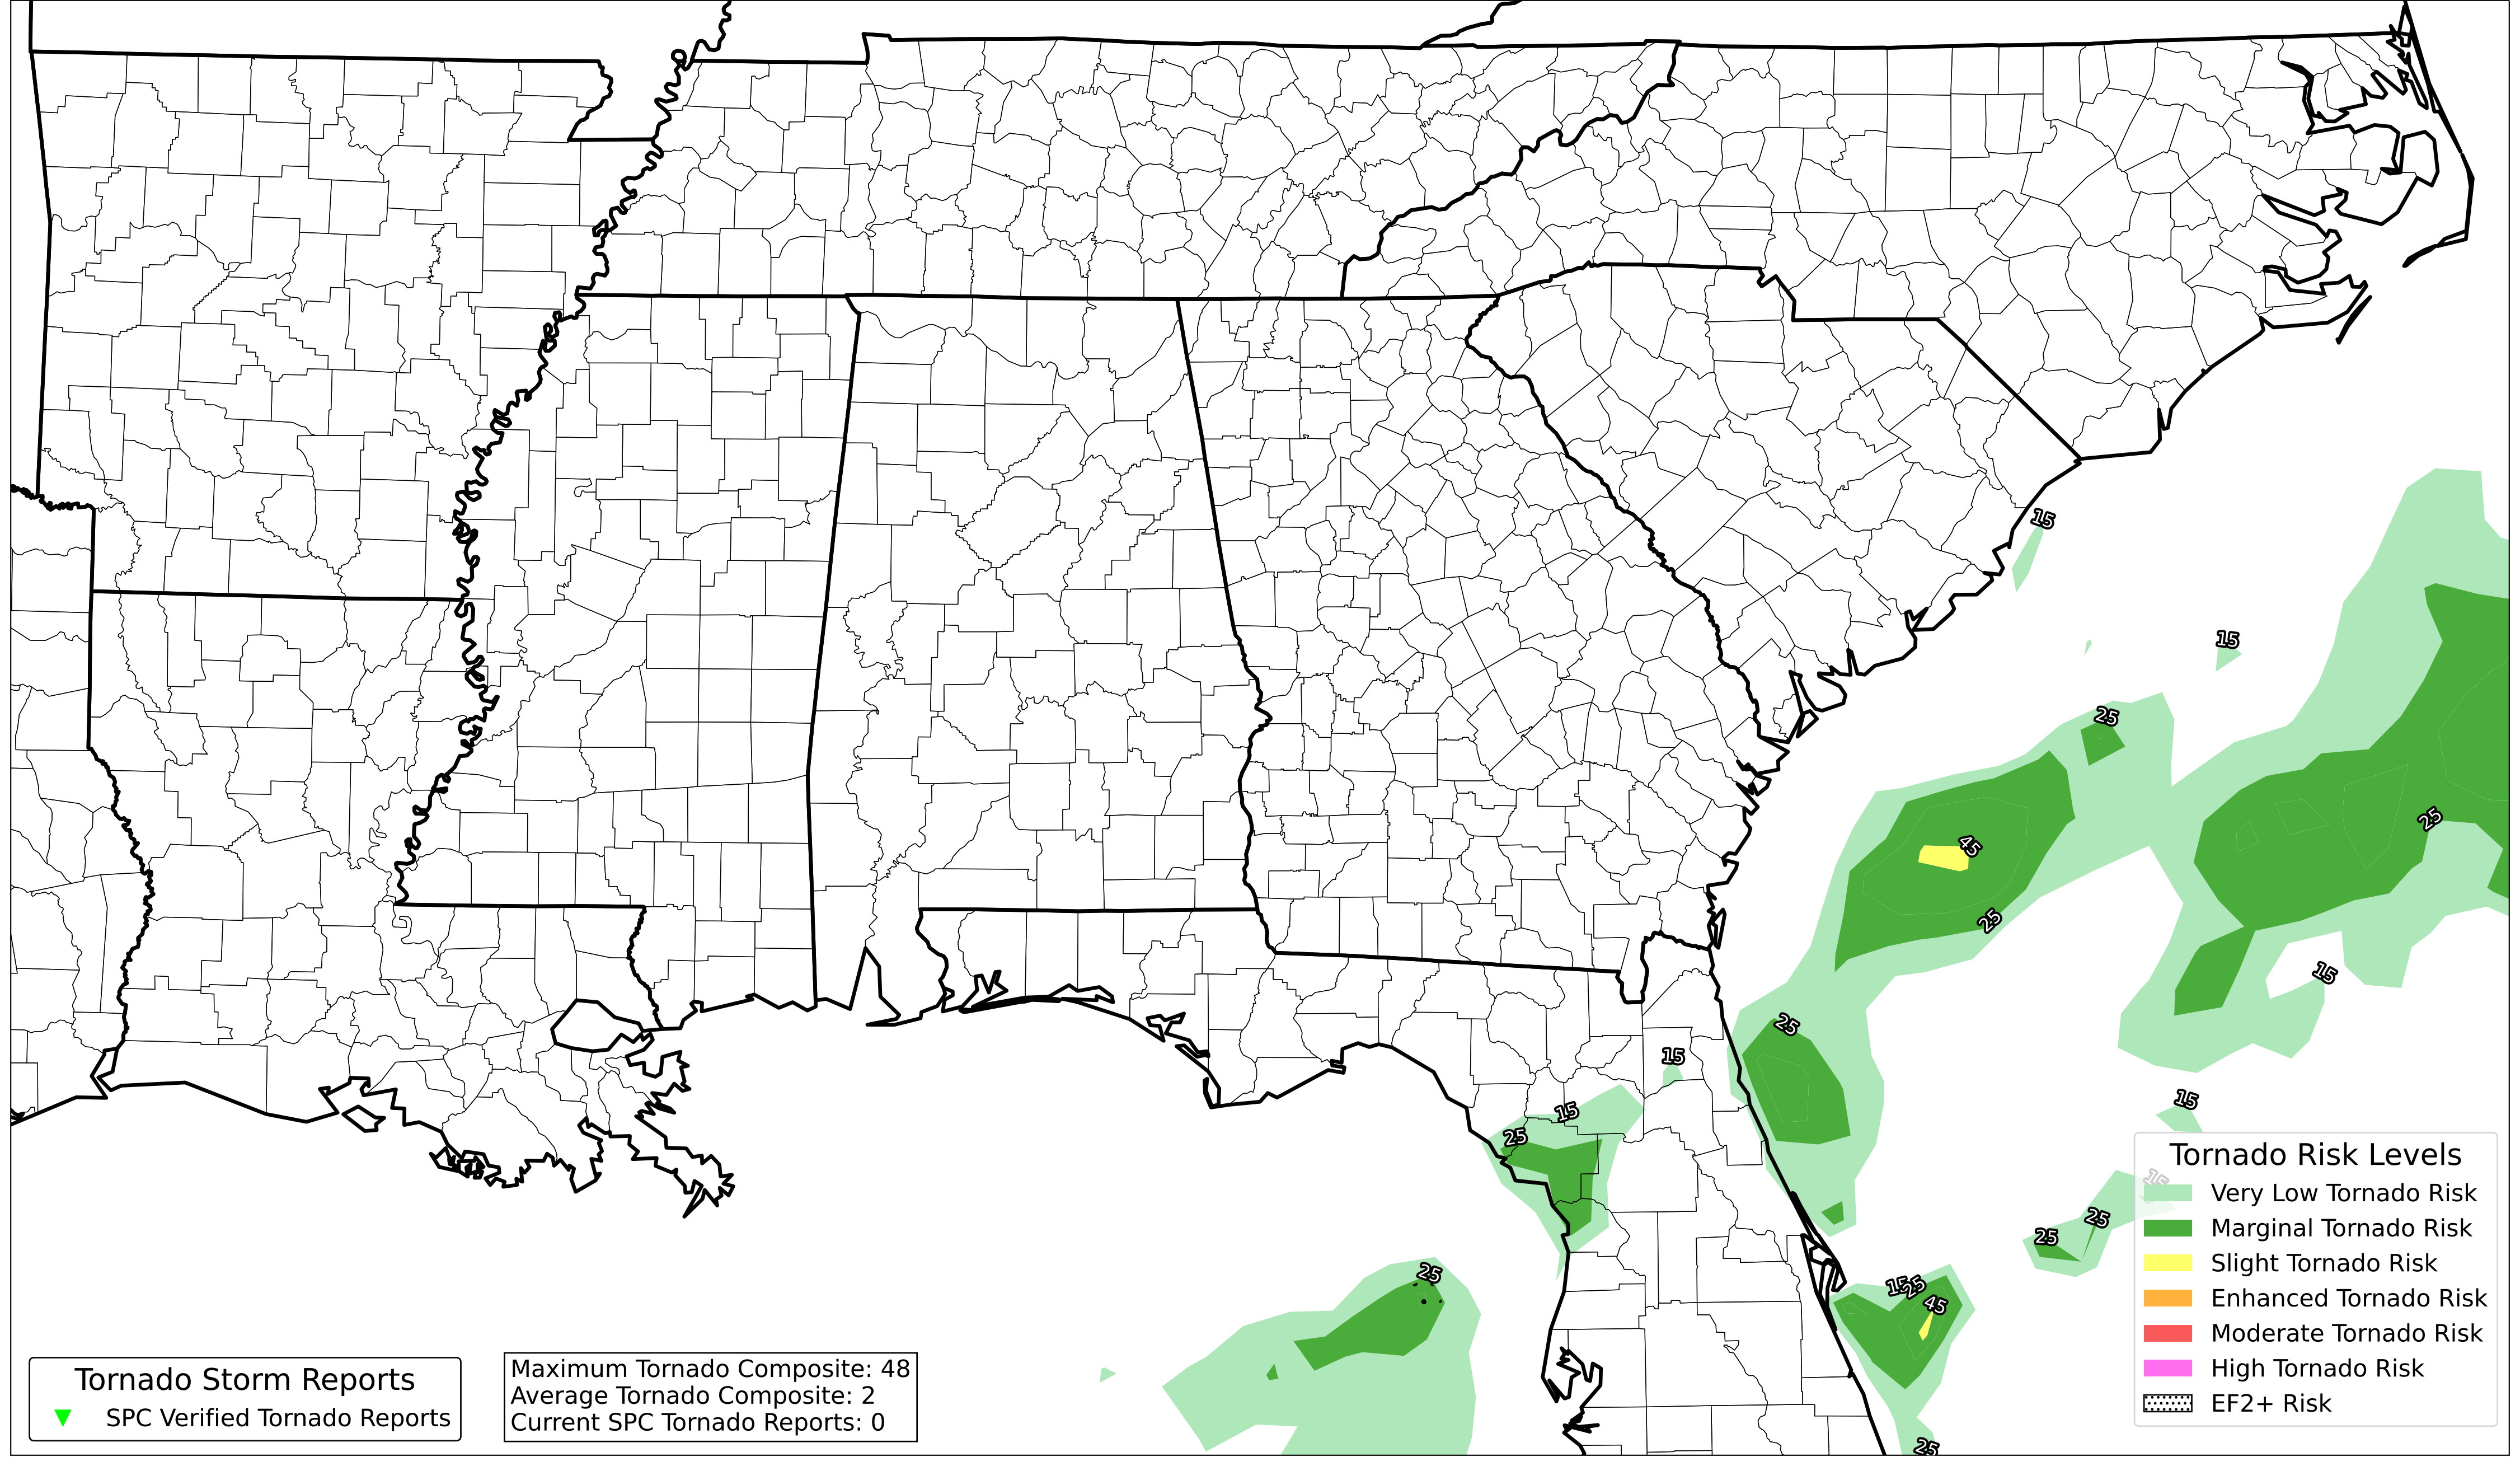 15
15
25
45
25
25
15
25
15
15
25
15
25
25
15
25
45
25
25
15
Tornado Risk Levels
Very Low Tornado Risk
Marginal Tornado Risk
Slight Tornado Risk
Enhanced Tornado Risk
Moderate Tornado Risk
High Tornado Risk
EF2+ Risk
Tornado Storm Reports
SPC Verified Tornado Reports
Maximum Tornado Composite: 48
Average Tornado Composite: 2
Current SPC Tornado Reports: 0